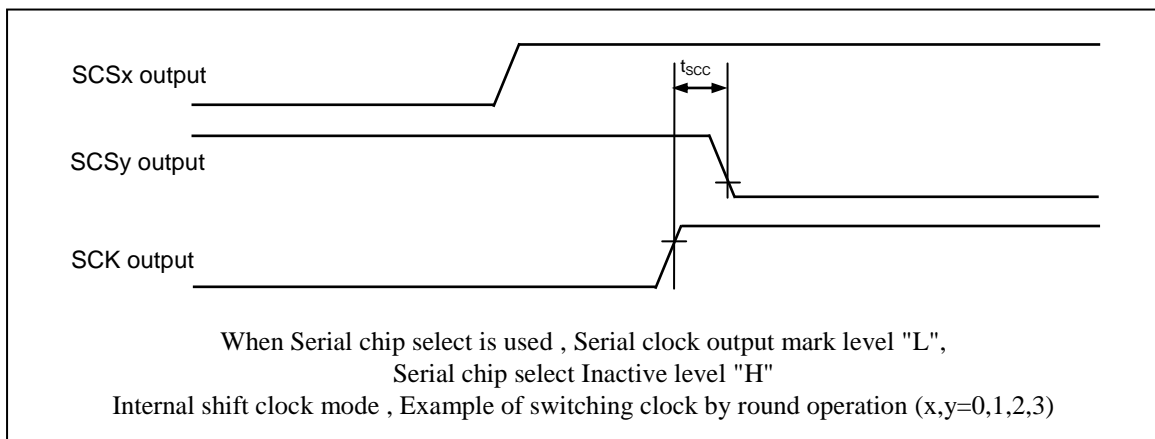 SCSx output
tSCC
SCSy output
SCK output
When Serial chip select is used , Serial clock output mark level "L",
Serial chip select Inactive level "H"
Internal shift clock mode , Example of switching clock by round operation (x,y=0,1,2,3)